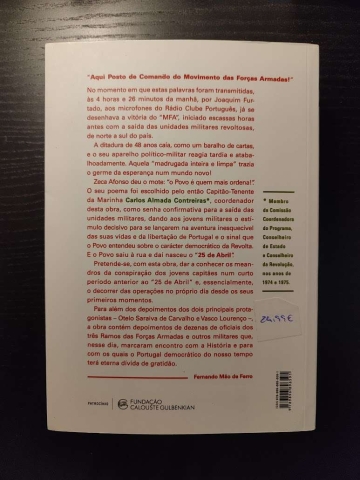 "Aqui Posto de Comando do Movimento das Forças Armadas!"
No momento em que estas palavras foram transmitidas,
às 4 horas e 26 minutos da manhã, por Joaquim Fur-
tado, aos microfones do Rádio Clube Português, já se
desenhava a vitória do "MFA", iniciado escassas horas
antes com a saída das unidades militares revoltosas,
de norte a sul do país.
A ditadura de 48 anos caía, como um baralho de cartas,
e o seu aparelho político-militar reagia tardia e ataba-
lhoadamente. Aquela "madrugada inteira e limpa" trazia
o germe da esperança num mundo novo!
Zeca Afonso deu o mote: "o Povo é quem mais ordena!".
O seu poema foi escolhido pelo então Capitão-Tenente
da Marinha Carlos Almada Contreiras*, coordenador
desta obra, como senha confirmativa para a saída das
unidades militares, dando aos jovens militares o estí-
mulo decisivo para se lançarem na aventura inequecível
das suas vidas e da libertação de Portugal e o sinal que
o Povo entendeu sobre o carácter democrático da Revolta.
E o Povo saiu à rua e daí nasceu o "25 de Abril".
Pretende-se, com esta obra, dar a conhecer os mean-
dros da conspiração dos jovens capitães num curto
período anterior ao "25 de Abril" e, essencialmente,
o decorrer das operações no próprio dia desde os seus
primeiros momentos.
Para além dos depoimentos dos dois principais prota-
gonistas – Otelo Saraiva de Carvalho e Vasco Lourenço –,
a obra contém depoimentos de dezenas de oficiais dos
três Ramos das Forças Armadas e outros militares que,
nesse dia, marcaram encontro com a História e para
com os quais o Portugal democrático do nosso tempo
terá eterna dívida de gratidão.
Fernando Mão de Ferro
* Membro
da Comissão
Coordenadora
do Programa,
Conselheiro
de Estado
e Conselheiro
da Revolução,
nos anos de
1974 e 1975.
24,99€
PATROCÍNIO
FUNDAÇÃO
CALOUSTE GULBENKIAN